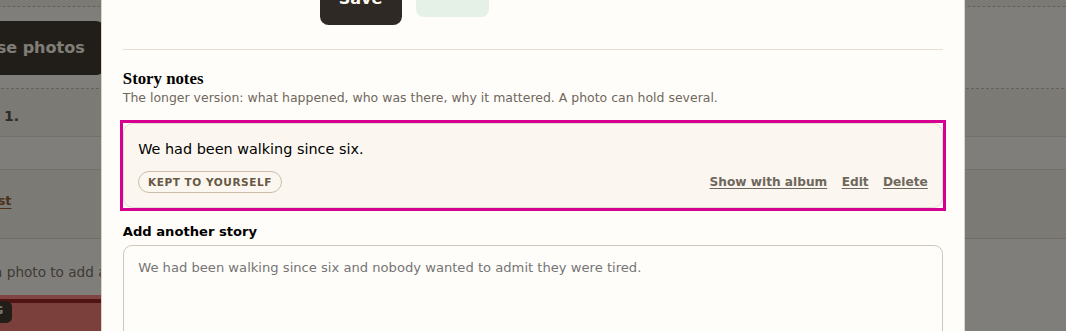 Save
se photos
Story notes
The longer version: what happened, who was there, why it mattered. A photo can hold several.
1.
We had been walking since six.
KEPT TO YOURSELF
Show with album Edit Delete
st
Add another story
We had been walking since six and nobody wanted to admit they were tired.
photo to add